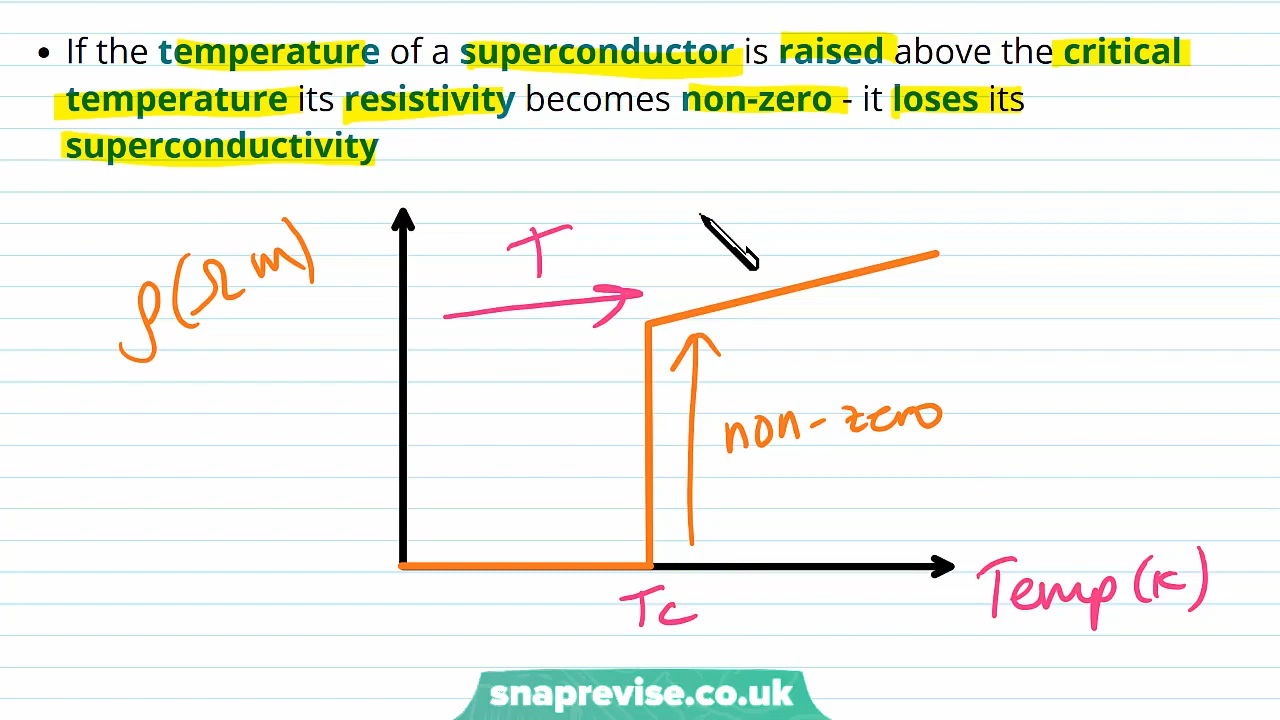 • If the temperature of a superconductor is raised above the critical
temperature its resistivity becomes non-zero - it loses its
superconductivity
ρ(Ω m)
T
non-zero
Tc
Temp (K)
snaprevise.co.uk